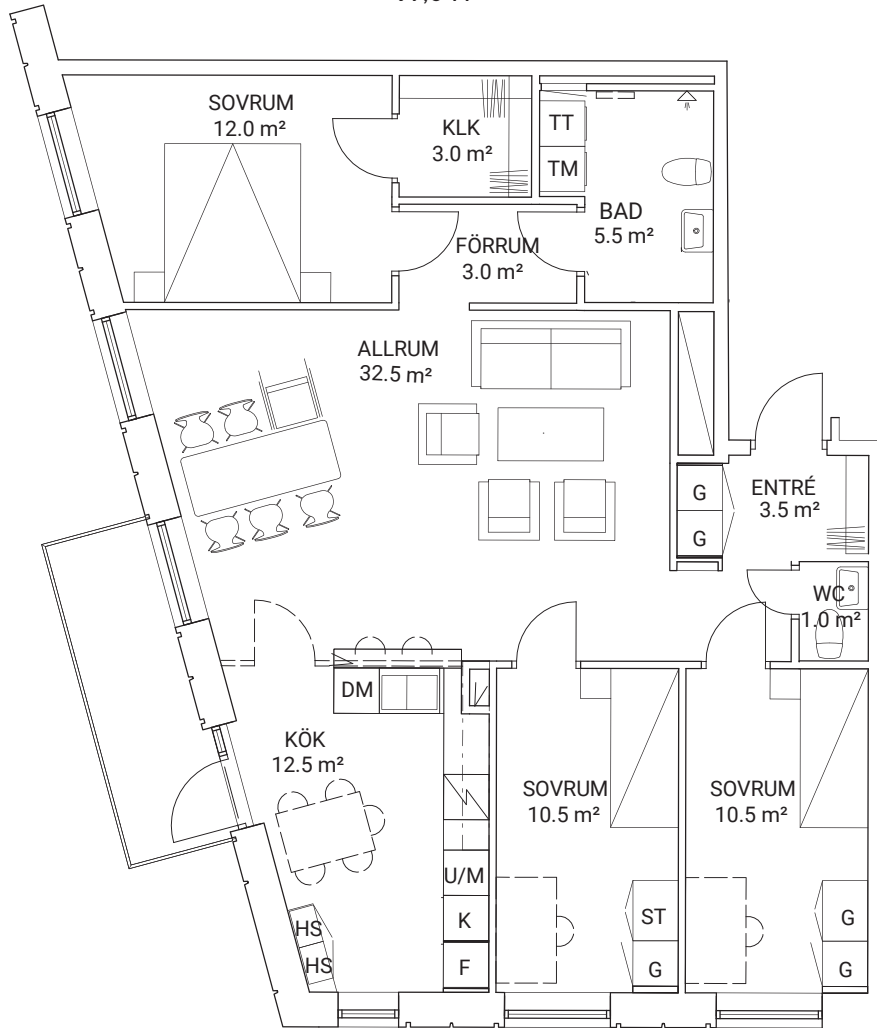 SOVRUM
12.0 m²
KLK
3.0 m²
TT
TM
BAD
5.5 m²
FÖRRUM
3.0 m²
ALLRUM
32.5 m²
G
G
ENTRÉ
3.5 m²
WC
1.0 m²
DM
KÖK
12.5 m²
SOVRUM
10.5 m²
SOVRUM
10.5 m²
U/M
K
F
HS
HS
ST
G
G
G